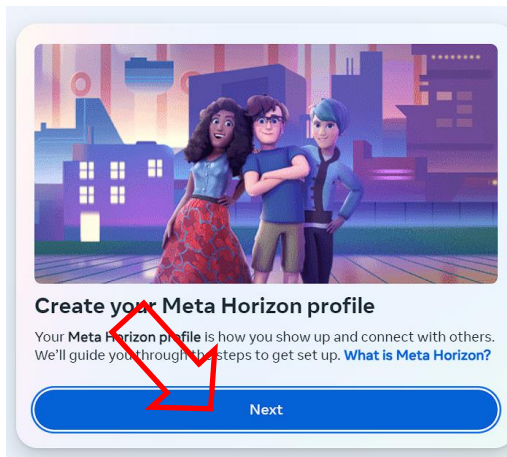 Create your Meta Horizon profile
Your Meta Horizon profile is how you show up and connect with others.
We'll guide you through the steps to get set up. What is Meta Horizon?
Next